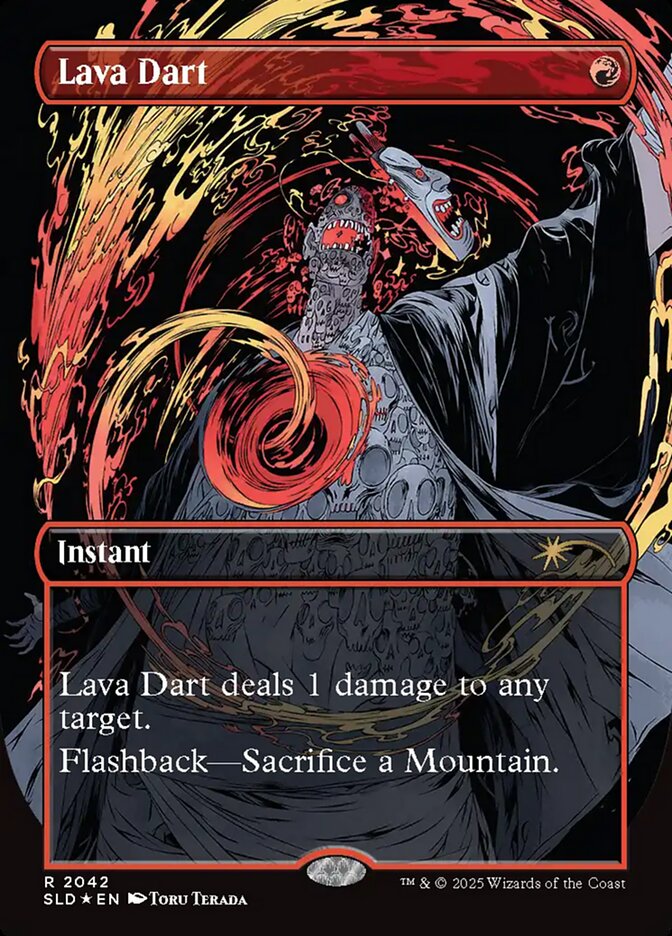 Lava Dart
Instant
Lava Dart deals 1 damage to any
target.
Flashback—Sacrifice a Mountain.
R 2042
SLD★EN Toru Terada
™ & © 2025 Wizards of the Coast